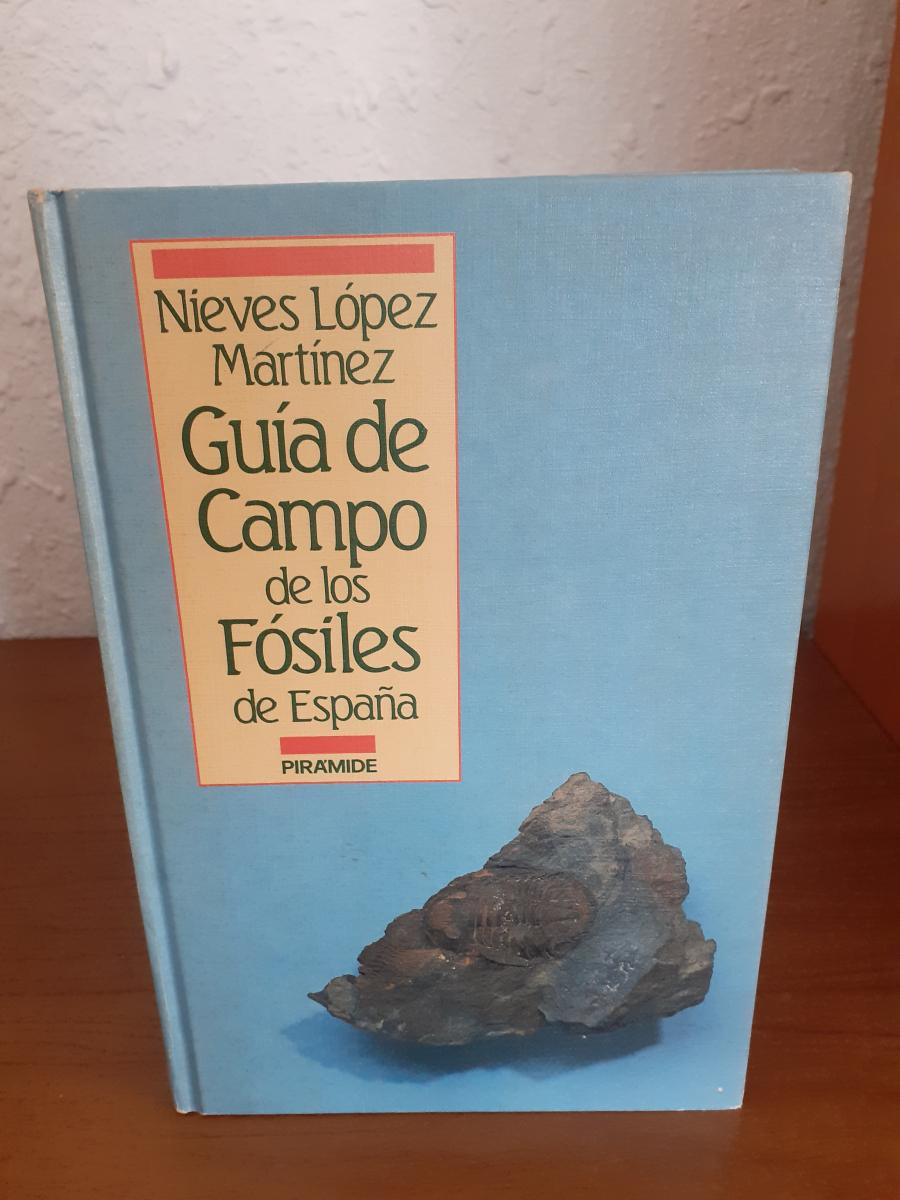 Nieves López
Martínez
Guía de
Campo
de los
Fósiles
de España
PIRÁMIDE